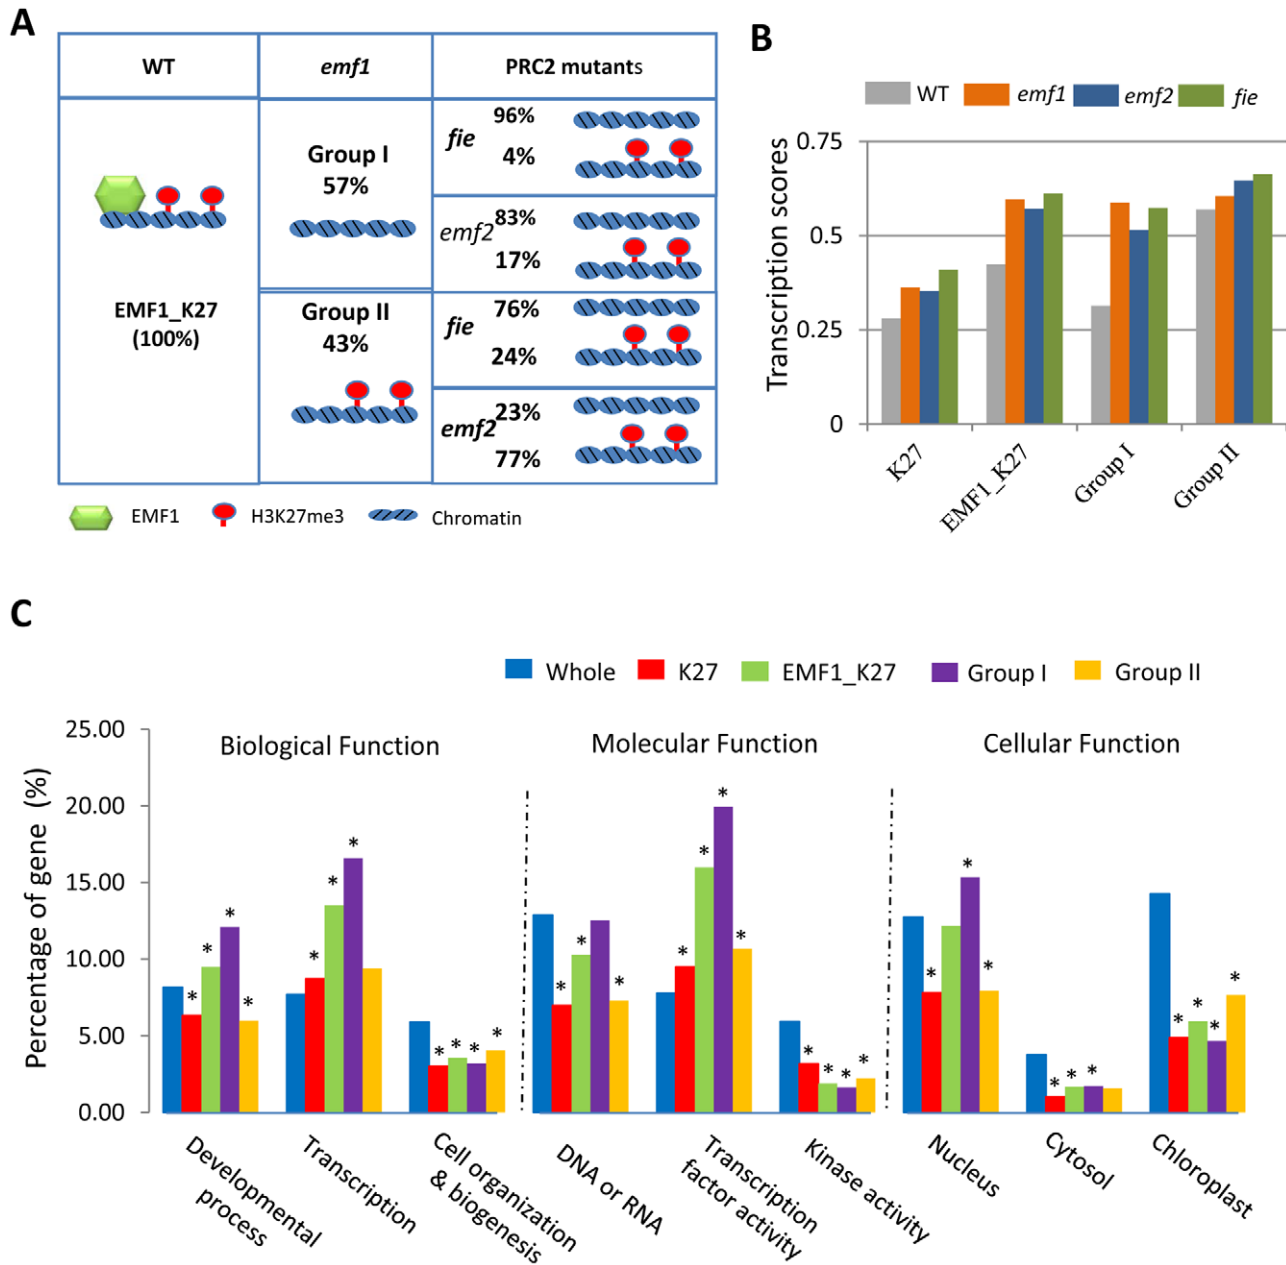 A
WT
emf1
PRC2 mutants
EMF1_K27
(100%)
Group I
57%
Group II
43%
fie
96%
4%
emf2
83%
17%
fie
76%
24%
emf2
23%
77%
EMF1
H3K27me3
Chromatin
B
WT
emf1
emf2
fie
Transcription scores
0.75
0.5
0.25
0
K27
EMF1_K27
Group I
Group II
C
Whole
K27
EMF1_K27
Group I
Group II
Percentage of gene (%)
25.00
20.00
15.00
10.00
5.00
0.00
Biological Function
Molecular Function
Cellular Function
* * * *
* * *
* * * *
* * *
* * * *
* * * *
* * *
* * *
* * * *
Developmental
process
Transcription
Cell organization
& biogenesis
DNA or RNA
Transcription
factor activity
Kinase activity
Nucleus
Cytosol
Chloroplast